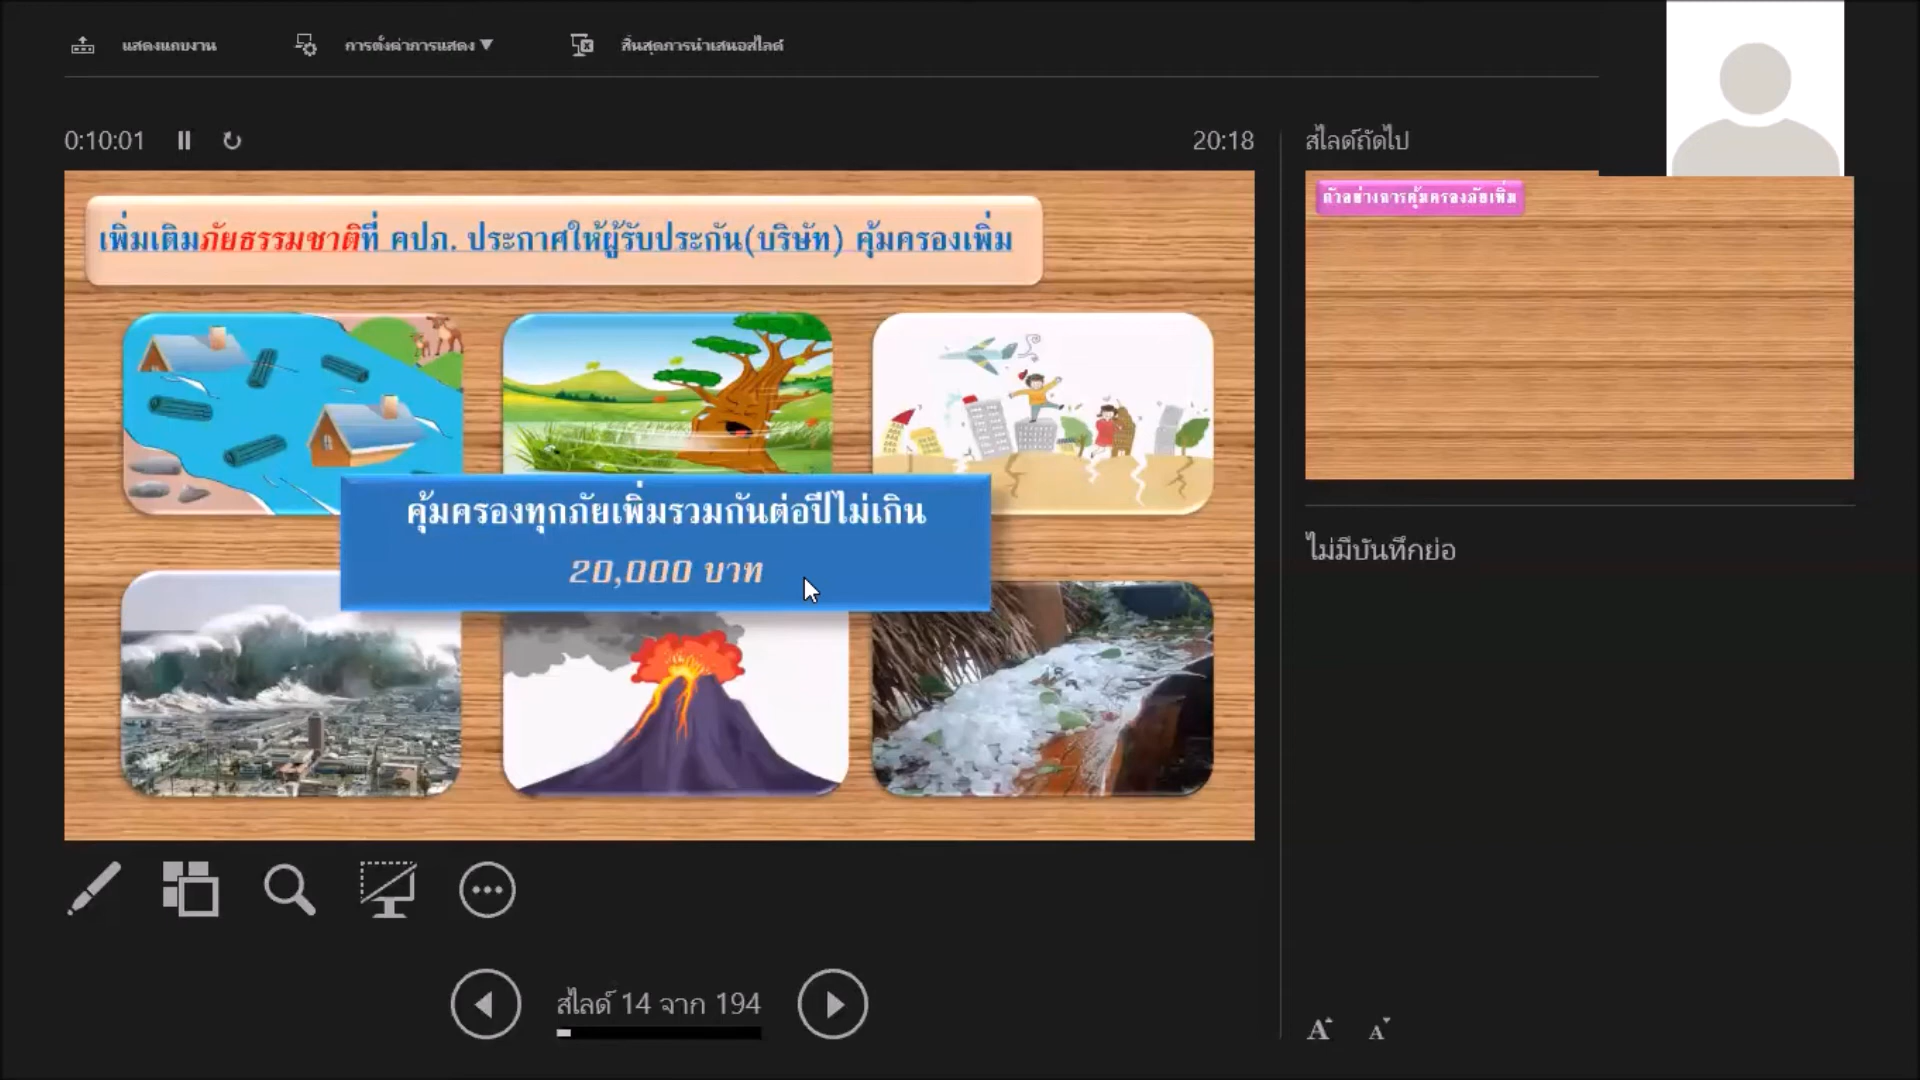 แสดงแถบงาน
การตั้งค่าการแสดง ▼
สิ้นสุดการนำเสนอสไลด์
0:10:01
20:18
สไลด์ถัดไป
เพิ่มเติมภัยธรรมชาติที่ คปภ. ประกาศให้ผู้รับประกัน(บริษัท) คุ้มครองเพิ่ม
ตัวอย่างการคุ้มครองภัยเพิ่ม
คุ้มครองทุกภัยเพิ่มรวมกันต่อปีไม่เกิน
20,000 บาท
ไม่มีบันทึกย่อ
สไลด์ 14 จาก 194
A A